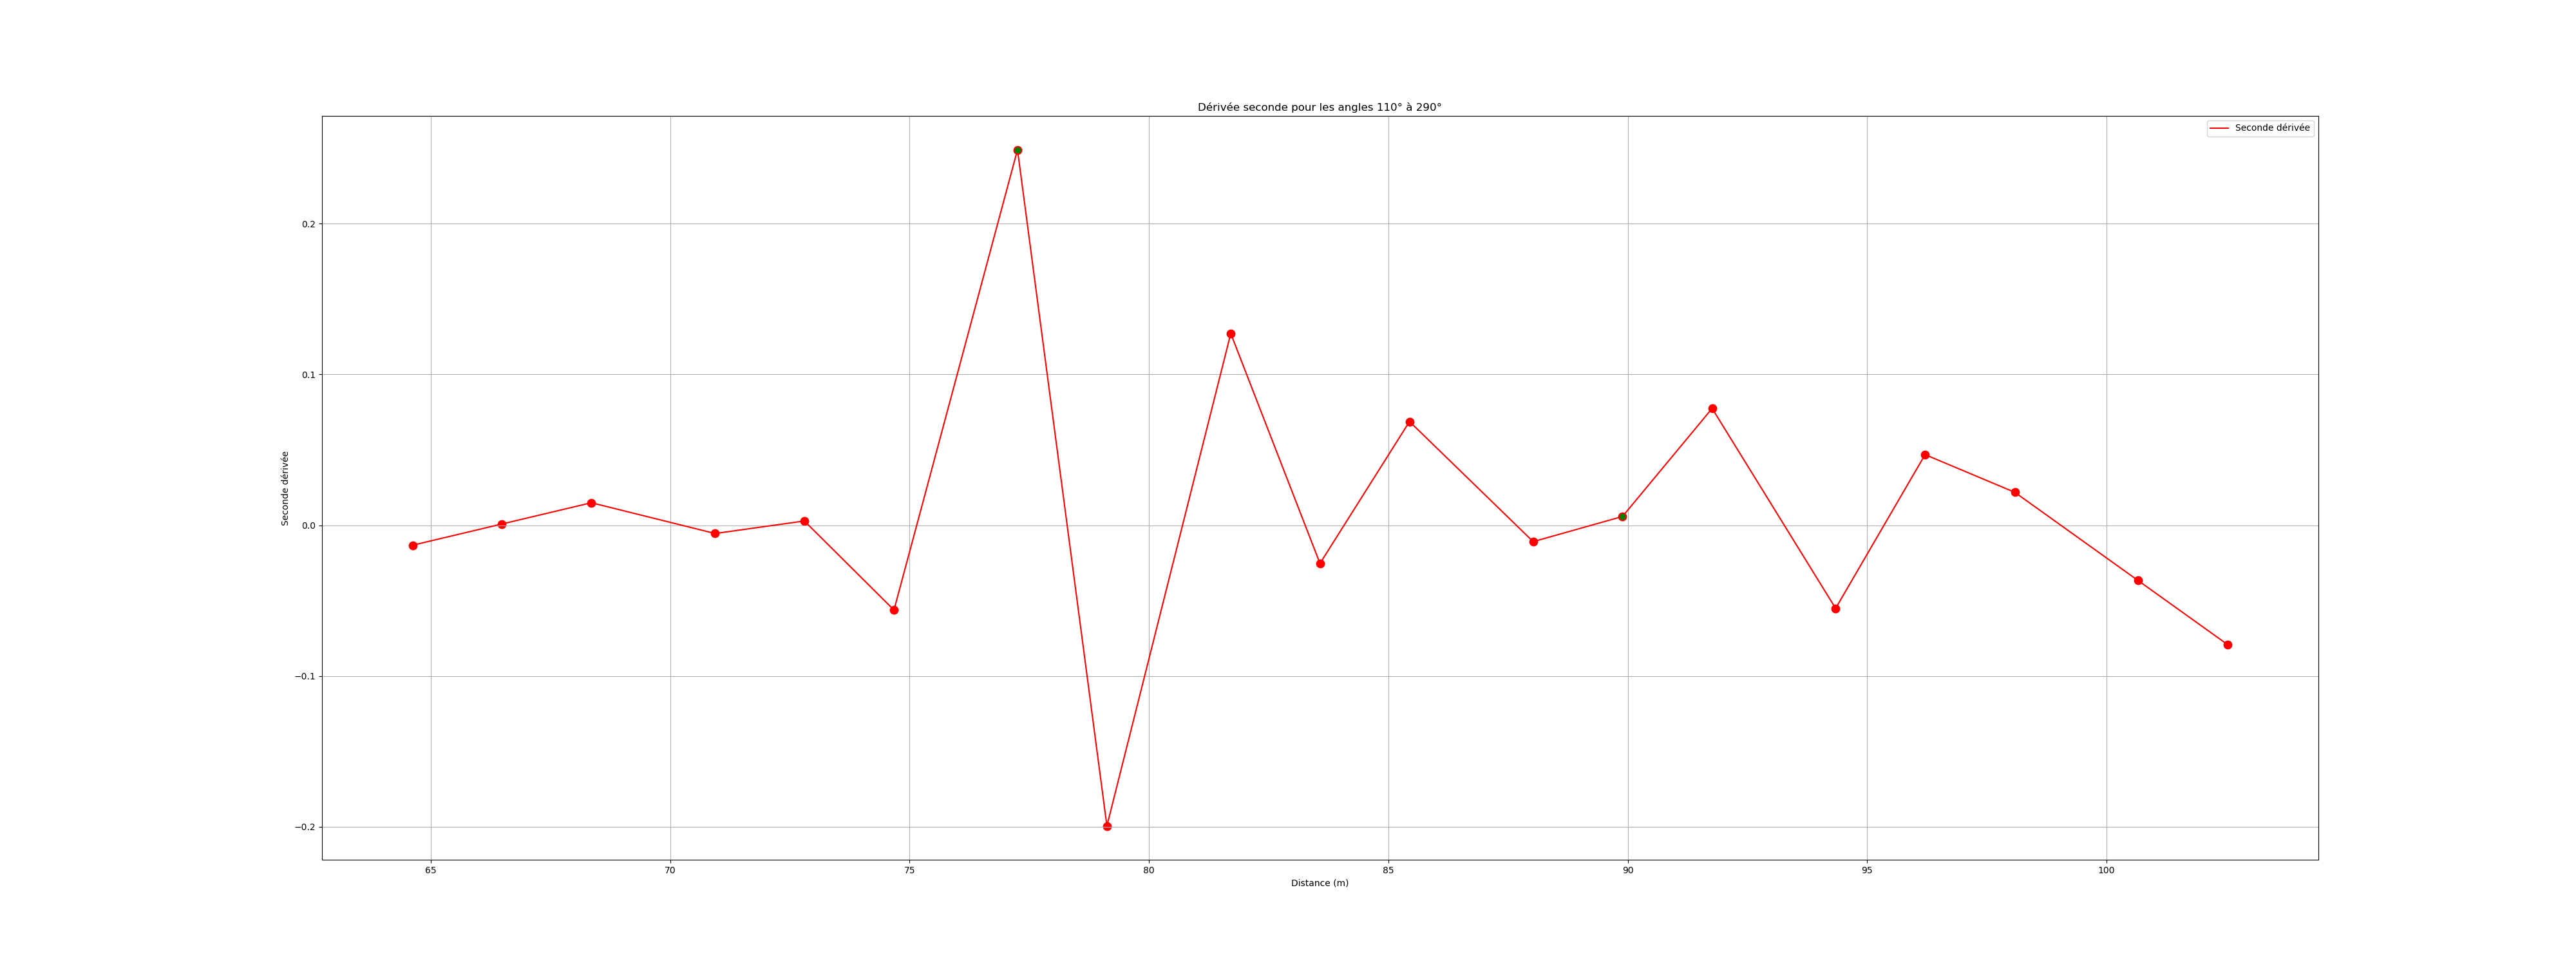 Dérivée seconde pour les angles 110° à 290°
Seconde dérivée
0.2
0.1
0.0
−0.1
−0.2
Seconde dérivée
65 70 75 80 85 90 95 100
Distance (m)